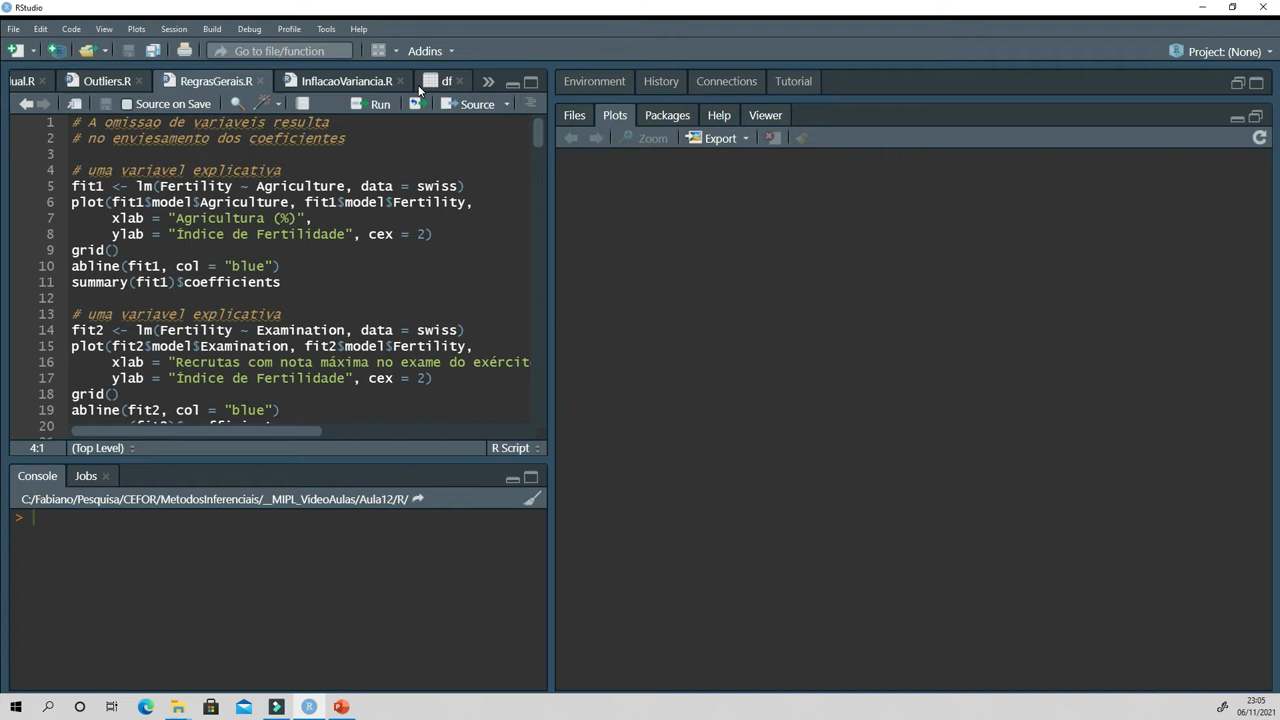 RStudio
File Edit Code View Plots Session Build Debug Profile Tools Help
Go to file/function Addins Project: (None)
ual.R Outliers.R RegrasGerais.R InflacaoVariancia.R df
Source on Save Run Source
1 # A omissao de variaveis resulta
2 # no enviesamento dos coeficientes
3
4 # uma variavel explicativa
5 fit1 <- lm(Fertility ~ Agriculture, data = swiss)
6 plot(fit1$model$Agriculture, fit1$model$Fertility,
7 xlab = "Agricultura (%)",
8 ylab = "Índice de Fertilidade", cex = 2)
9 grid()
10 abline(fit1, col = "blue")
11 summary(fit1)$coefficients
12
13 # uma variavel explicativa
14 fit2 <- lm(Fertility ~ Examination, data = swiss)
15 plot(fit2$model$Examination, fit2$model$Fertility,
16 xlab = "Recrutas com nota máxima no exame do exércit
17 ylab = "Índice de Fertilidade", cex = 2)
18 grid()
19 abline(fit2, col = "blue")
20
4:1 (Top Level) R Script
Console Jobs
C:/Fabiano/Pesquisa/CEFOR/MetodosInferenciais/__MIPL_VideoAulas/Aula12/R/
>
Environment History Connections Tutorial
Files Plots Packages Help Viewer
Zoom Export
23:05
06/11/2021